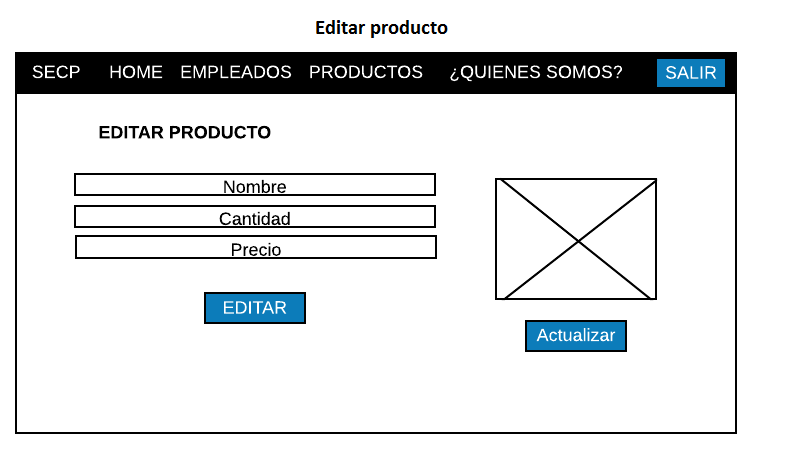 Editar producto
SECP HOME EMPLEADOS PRODUCTOS ¿QUIENES SOMOS? SALIR
EDITAR PRODUCTO
Nombre
Cantidad
Precio
EDITAR
Actualizar